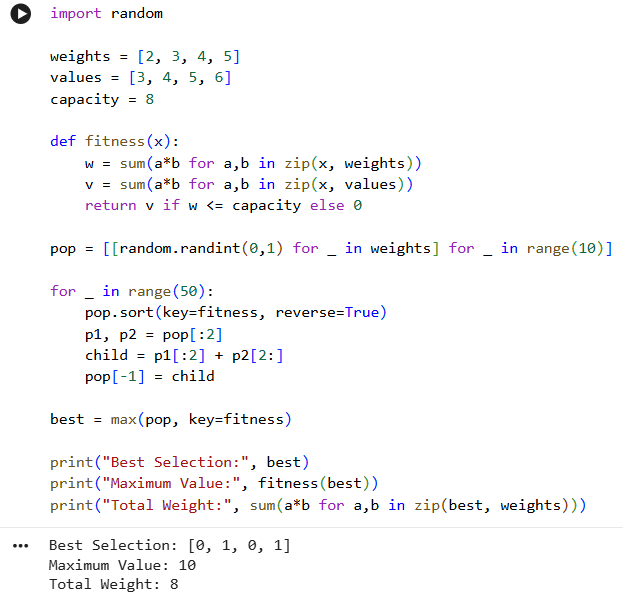 import random

weights = [2, 3, 4, 5]
values = [3, 4, 5, 6]
capacity = 8

def fitness(x):
    w = sum(a*b for a,b in zip(x, weights))
    v = sum(a*b for a,b in zip(x, values))
    return v if w <= capacity else 0

pop = [[random.randint(0,1) for _ in weights] for _ in range(10)]

for _ in range(50):
    pop.sort(key=fitness, reverse=True)
    p1, p2 = pop[:2]
    child = p1[:2] + p2[2:]
    pop[-1] = child

best = max(pop, key=fitness)

print("Best Selection:", best)
print("Maximum Value:", fitness(best))
print("Total Weight:", sum(a*b for a,b in zip(best, weights)))

Best Selection: [0, 1, 0, 1]
Maximum Value: 10
Total Weight: 8